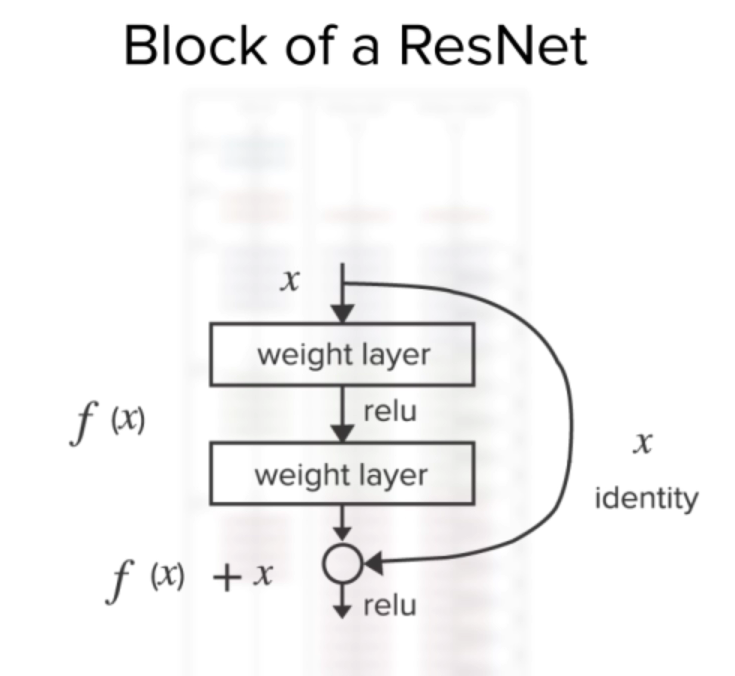 Block of a ResNet
x
weight layer
f (x)
relu
x
weight layer
identity
f (x) + x
relu